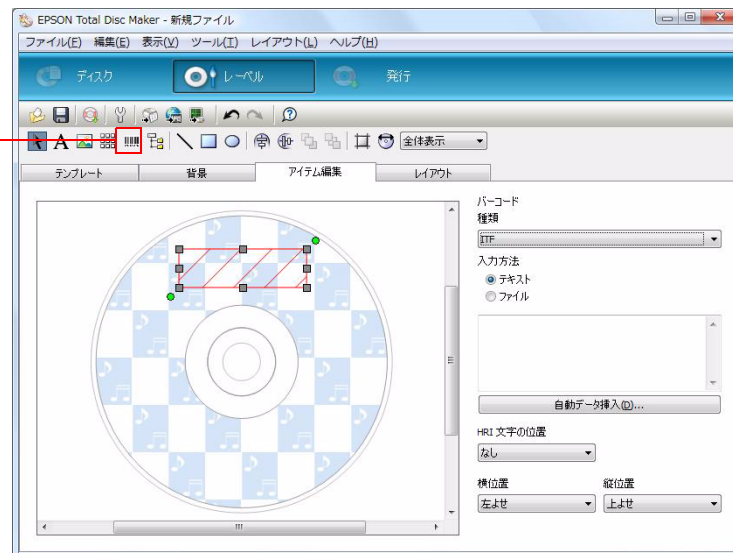 EPSON Total Disc Maker - 新規ファイル
ファイル(F) 編集(E) 表示(V) ツール(T) レイアウト(L) ヘルプ(H)
ディスク レーベル 発行
全体表示
テンプレート 背景 アイテム編集 レイアウト
バーコード
種類
ITF
入力方法
テキスト
ファイル
自動データ挿入(D)...
HRI 文字の位置
なし
横位置 縦位置
左よせ 上よせ